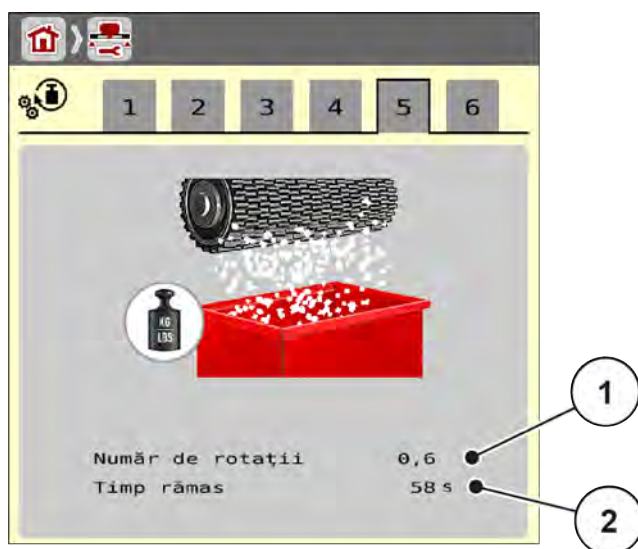 1 2 3 4 5 6
KG
LBS
Număr de rotații 0,6
Timp rămas 58 s
1
2